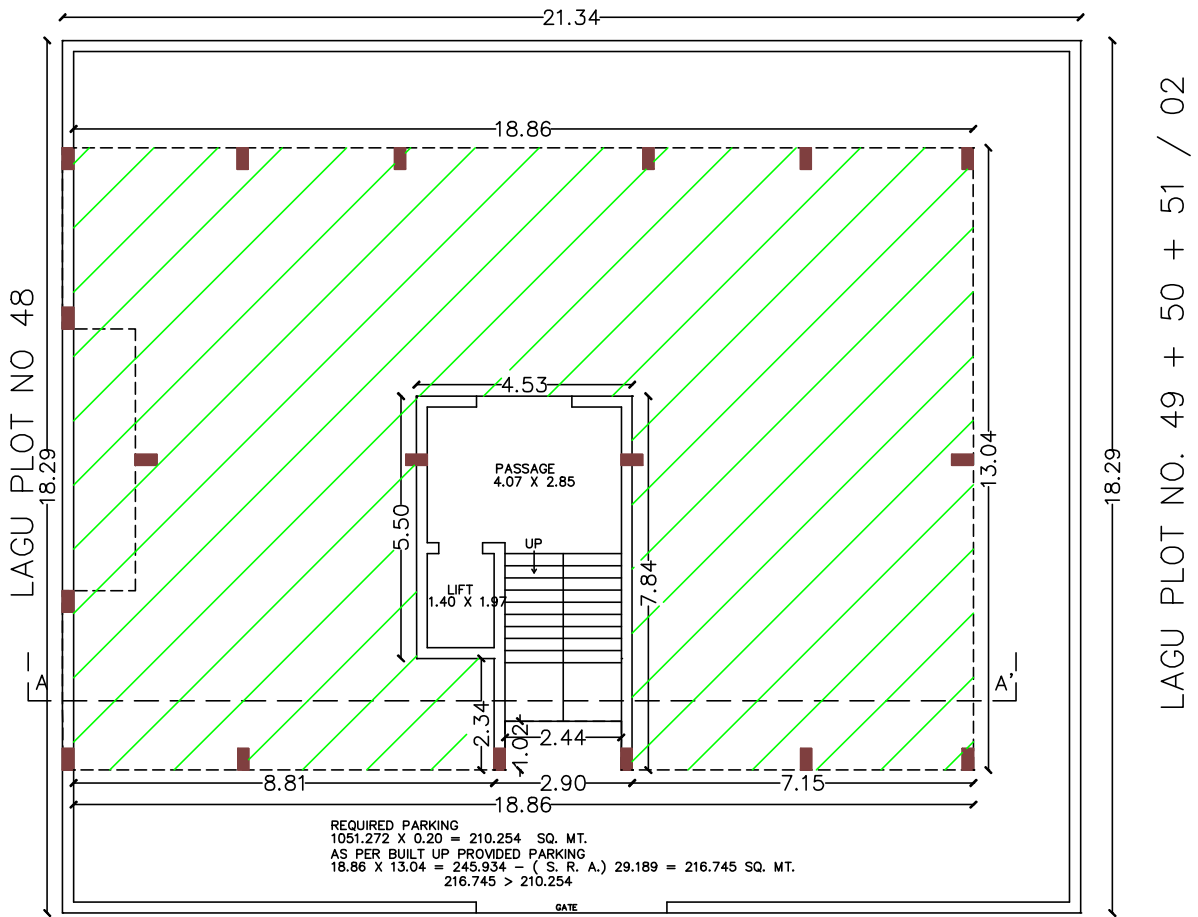 21.34
18.86
LAGU PLOT NO 48
18.29
LAGU PLOT NO. 49 + 50 + 51 / 02
18.29
13.04
4.53
PASSAGE
4.07 X 2.85
5.50
UP
7.84
LIFT
1.40 X 1.97
A
A'
2.34
1.02
2.44
8.81
2.90
7.15
18.86
REQUIRED PARKING
1051.272 X 0.20 = 210.254 SQ. MT.
AS PER BUILT UP PROVIDED PARKING
18.86 X 13.04 = 245.934 - ( S. R. A.) 29.189 = 216.745 SQ. MT.
216.745 > 210.254
GATE